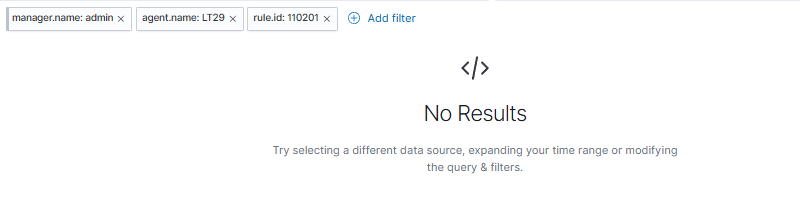 manager.name: admin × agent.name: LT29 × rule.id: 110201 × Add filter
</>
No Results
Try selecting a different data source, expanding your time range or modifying
the query & filters.